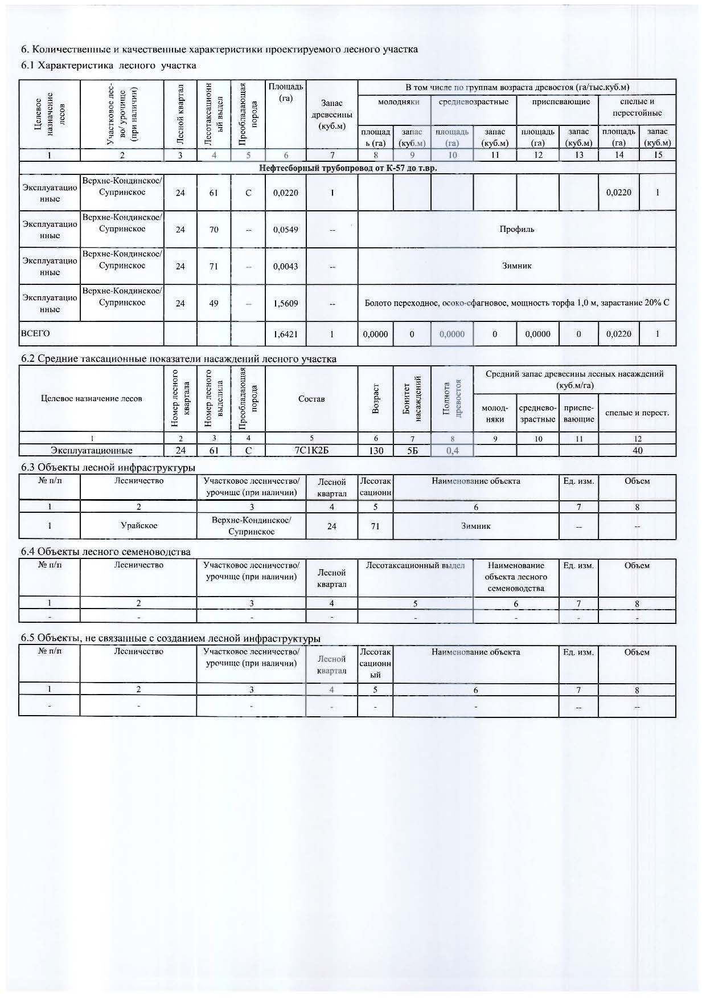 6. Количественные и качественные характеристики проектируемого лесного участка
6.1 Характеристика лесного участка
Целевое назначение лесов
Участковое лес-во/ урочище (при наличии)
Лесной квартал
Лесотаксационный выдел
Преобладающая порода
Площадь (га)
Запас древесины (куб.м)
В том числе по группам возраста древостоя (га/тыс.куб.м)
молодняки средневозрастные приспевающие спелые и перестойные
площадь (га) запас (куб.м) площадь (га) запас (куб.м) площадь (га) запас (куб.м) площадь (га) запас (куб.м)
1 2 3 4 5 6 7 8 9 10 11 12 13 14 15
Нефтесборный трубопровод от К-57 до т.вр.
Эксплуатационные Верхне-Кондинское/ Супринское 24 61 С 0,0220 1 0,0220 1
Эксплуатационные Верхне-Кондинское/ Супринское 24 70 -- 0,0549 -- Профиль
Эксплуатационные Верхне-Кондинское/ Супринское 24 71 -- 0,0043 -- Зимник
Эксплуатационные Верхне-Кондинское/ Супринское 24 49 -- 1,5609 -- Болото переходное, осоко-сфагновое, мощность торфа 1,0 м, зарастание 20% С
ВСЕГО 1,6421 1 0,0000 0 0,0000 0 0,0000 0 0,0220 1
6.2 Средние таксационные показатели насаждений лесного участка
Целевое назначение лесов
Номер лесного квартала
Номер лесного выделила
Преобладающая порода
Состав
Возраст
Бонитет насаждений
Полнота древостоя
Средний запас древесины лесных насаждений (куб.м/га)
молод-няки среднево-зрастные приспе-вающие спелые и перест.
1 2 3 4 5 6 7 8 9 10 11 12
Эксплуатационные 24 61 С 7С1К2Б 130 5Б 0,4 40
6.3 Объекты лесной инфраструктуры
№ п/п Лесничество Участковое лесничество/ урочище (при наличии) Лесной квартал Лесотаксационн Наименование объекта Ед. изм. Объем
1 2 3 4 5 6 7 8
1 Урайское Верхне-Кондинское/ Супринское 24 71 Зимник -- --
6.4 Объекты лесного семеноводства
№ п/п Лесничество Участковое лесничество/ урочище (при наличии) Лесной квартал Лесотаксационный выдел Наименование объекта лесного семеноводства Ед. изм. Объем
1 2 3 4 5 6 7 8
- - - - - - - -
6.5 Объекты, не связанные с созданием лесной инфраструктуры
№ п/п Лесничество Участковое лесничество/ урочище (при наличии) Лесной квартал Лесотаксационный Наименование объекта Ед. изм. Объем
1 2 3 4 5 6 7 8
- - - - - - -- --